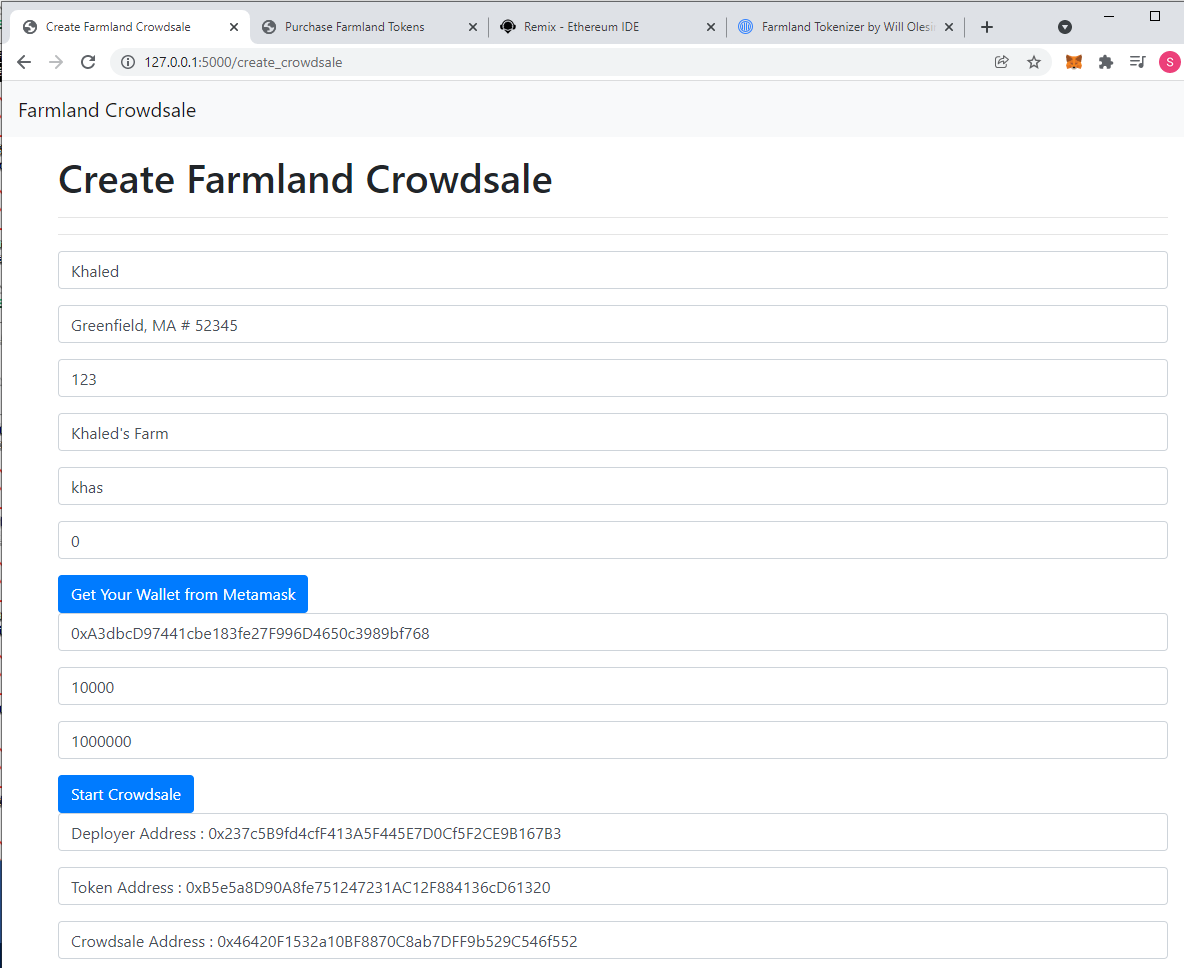 Create Farmland Crowdsale
Purchase Farmland Tokens
Remix - Ethereum IDE
Farmland Tokenizer by Will Olesi
127.0.0.1:5000/create_crowdsale
S
Farmland Crowdsale
Create Farmland Crowdsale
Khaled
Greenfield, MA # 52345
123
Khaled's Farm
khas
0
Get Your Wallet from Metamask
0xA3dbcD97441cbe183fe27F996D4650c3989bf768
10000
1000000
Start Crowdsale
Deployer Address : 0x237c5B9fd4cfF413A5F445E7D0Cf5F2CE9B167B3
Token Address : 0xB5e5a8D90A8fe751247231AC12F884136cD61320
Crowdsale Address : 0x46420F1532a10BF8870C8ab7DFF9b529C546f552